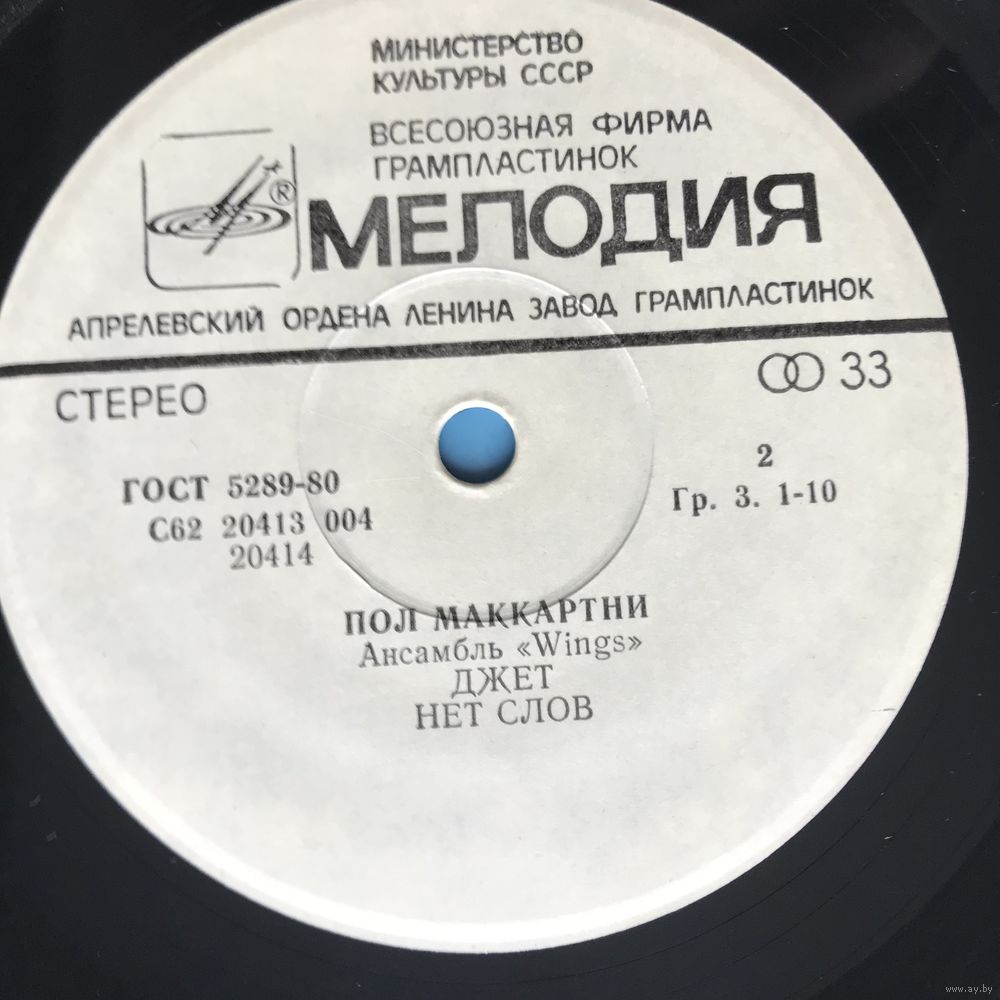 МИНИСТЕРСТВО
КУЛЬТУРЫ СССР
ВСЕСОЮЗНАЯ ФИРМА
ГРАМПЛАСТИНОК
®
МЕЛОДИЯ
АПРЕЛЕВСКИЙ ОРДЕНА ЛЕНИНА ЗАВОД ГРАМПЛАСТИНОК
СТЕРЕО
33
ГОСТ 5289-80
2
С62 20413 004
Гр. 3. 1-10
20414
ПОЛ МАККАРТНИ
Ансамбль «Wings»
ДЖЕТ
НЕТ СЛОВ
www.ay.by